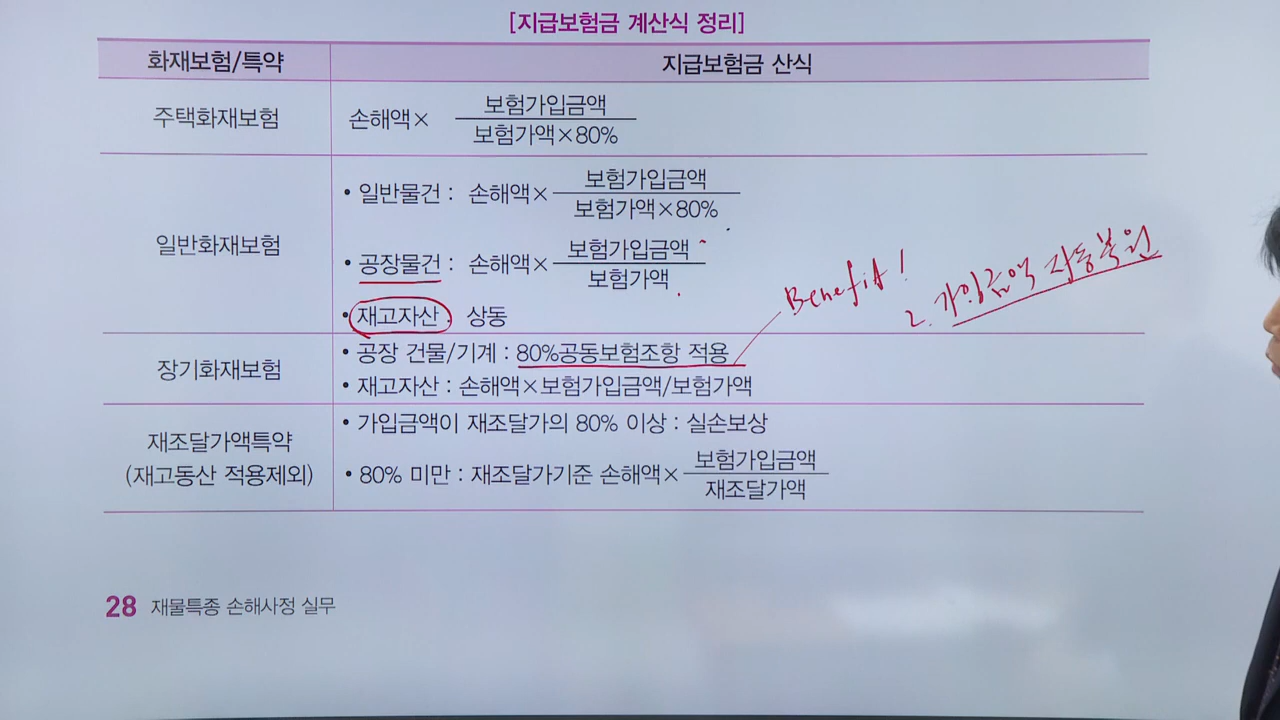 [지급보험금 계산식 정리]
화재보험/특약 지급보험금 산식
주택화재보험 손해액× 보험가입금액
보험가액×80%
일반화재보험
• 일반물건 : 손해액× 보험가입금액
보험가액×80%
• 공장물건 : 손해액× 보험가입금액
보험가액
• 재고자산 : 상동
Benefit!
2. 가입금액 자동복원
장기화재보험
• 공장 건물/기계 : 80%공동보험조항 적용
• 재고자산 : 손해액×보험가입금액/보험가액
재조달가액특약
(재고동산 적용제외)
• 가입금액이 재조달가의 80% 이상 : 실손보상
• 80% 미만 : 재조달가기준 손해액× 보험가입금액
재조달가액
28 재물특종 손해사정 실무